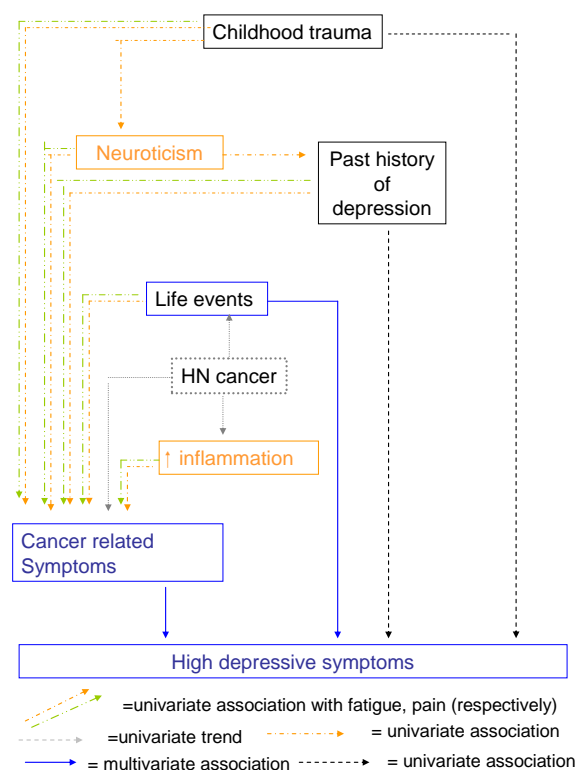 Childhood trauma
Neuroticism
Past history
of
depression
Life events
HN cancer
↑ inflammation
Cancer related
Symptoms
High depressive symptoms
=univariate association with fatigue, pain (respectively)
=univariate trend
= univariate association
= multivariate association
= univariate association